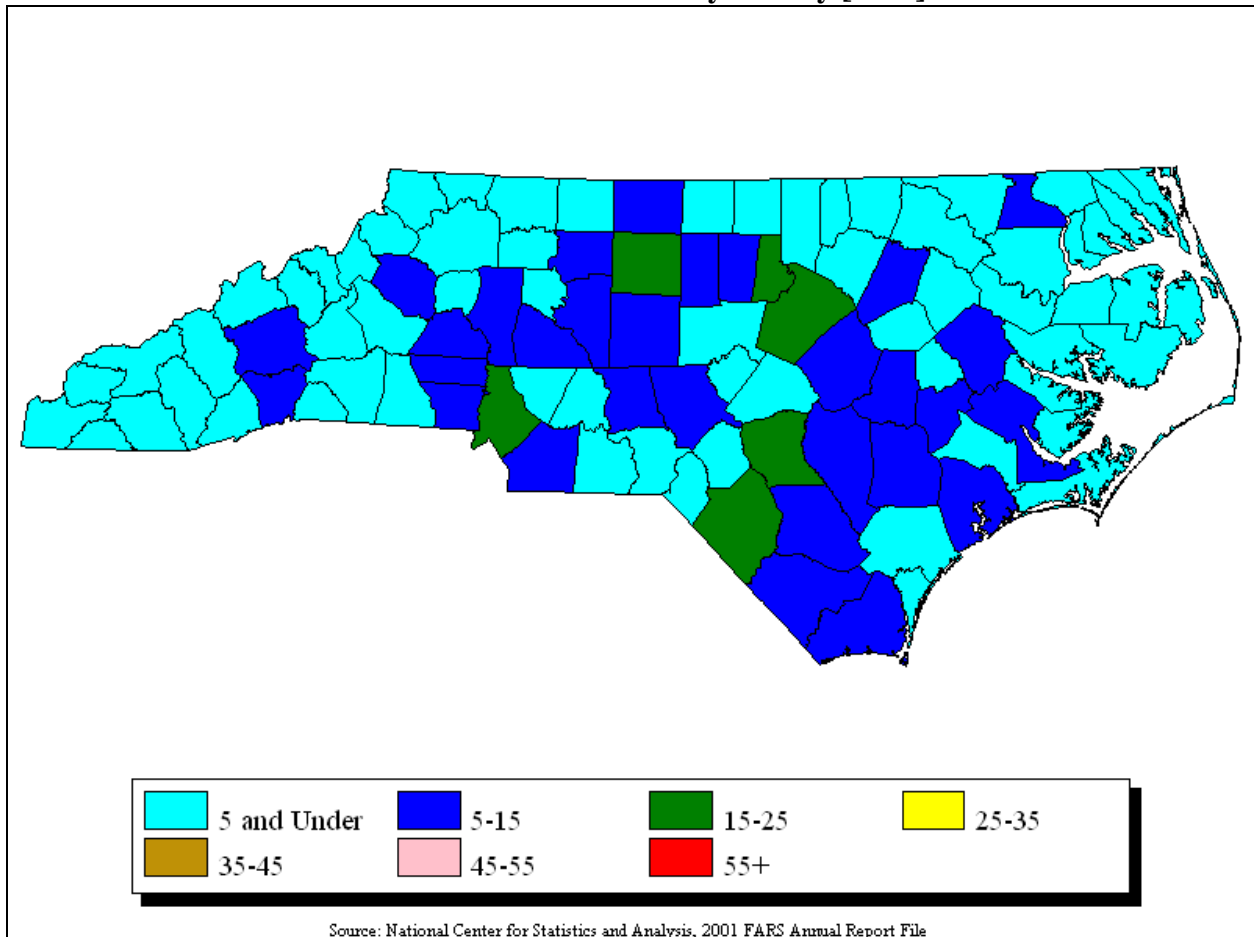 5 and Under 5-15 15-25 25-35
35-45 45-55 55+
Source: National Center for Statistics and Analysis, 2001 FARS Annual Report File